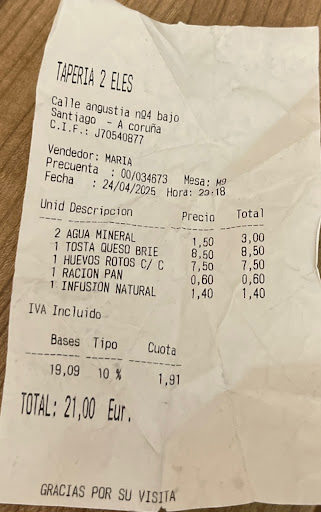 TAPERIA 2 ELES
Calle angustia nº4 bajo
Santiago - A coruña
C.I.F.: J70540877
Vendedor: MARIA
Precuenta : 00/034673 Mesa:
Fecha : 24/04/2025 Hora:
Unid Descripcion Precio Total
2 AGUA MINERAL 1,50 3,00
1 TOSTA QUESO BRIE 8,50 8,50
1 HUEVOS ROTOS C/ C 7,50 7,50
1 RACION PAN 0,60 0,60
1 INFUSION NATURAL 1,40 1,40
IVA Incluido
Bases Tipo Cuota
19,09 10 % 1,91
TOTAL: 21,00 Eur.
GRACIAS POR SU VISITA